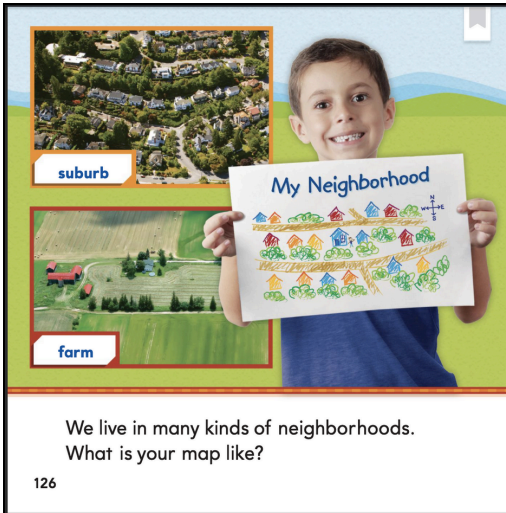 suburb
My Neighborhood
N
W E
S
farm
We live in many kinds of neighborhoods.
What is your map like?
126